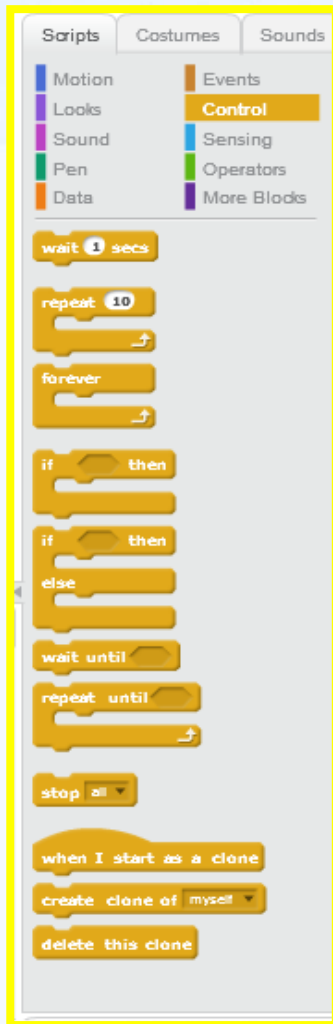 Scripts Costumes Sounds
Motion Events
Looks Control
Sound Sensing
Pen Operators
Data More Blocks
wait 1 secs
repeat 10
forever
if then
if then
else
wait until
repeat until
stop all
when I start as a clone
create clone of myself
delete this clone